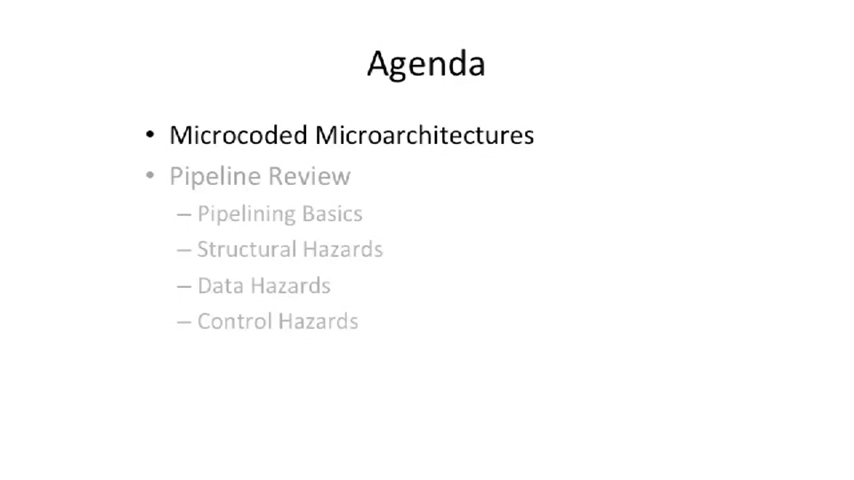 Agenda
• Microcoded Microarchitectures
• Pipeline Review
– Pipelining Basics
– Structural Hazards
– Data Hazards
– Control Hazards